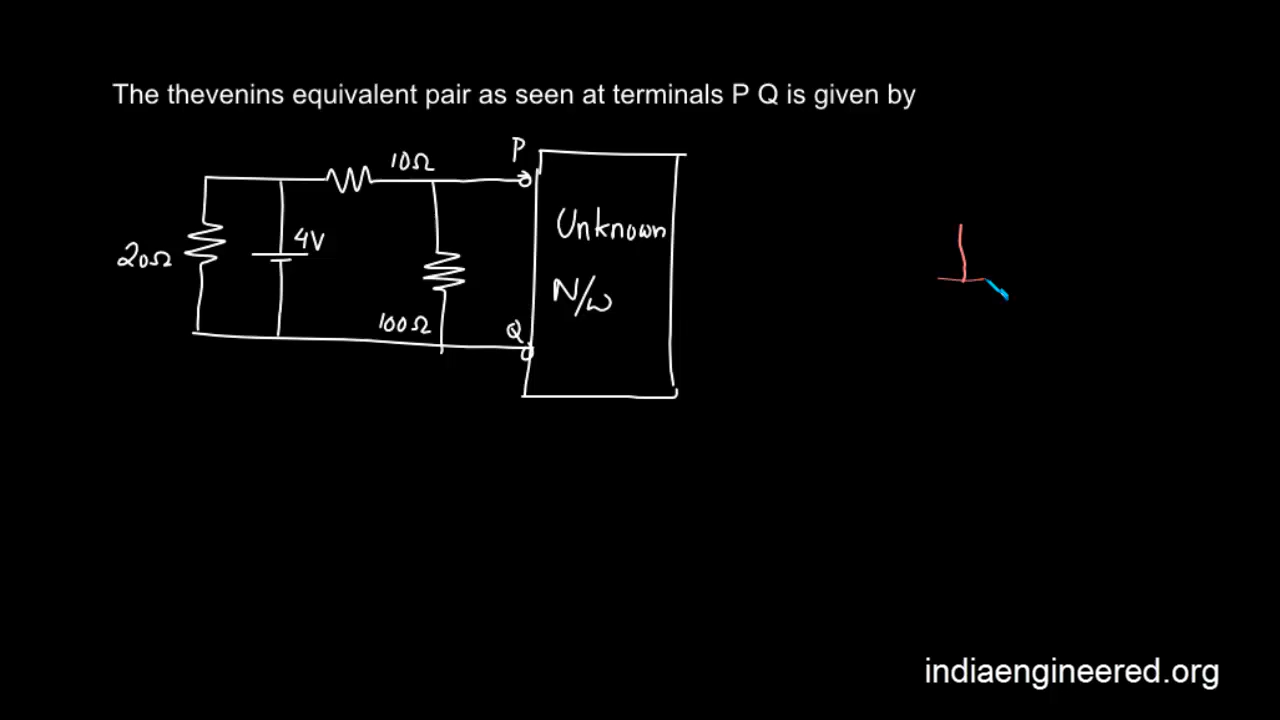 The thevenins equivalent pair as seen at terminals P Q is given by
P
10Ω
4V
20Ω
100Ω
Q
Unknown
N/w
indiaengineered.org